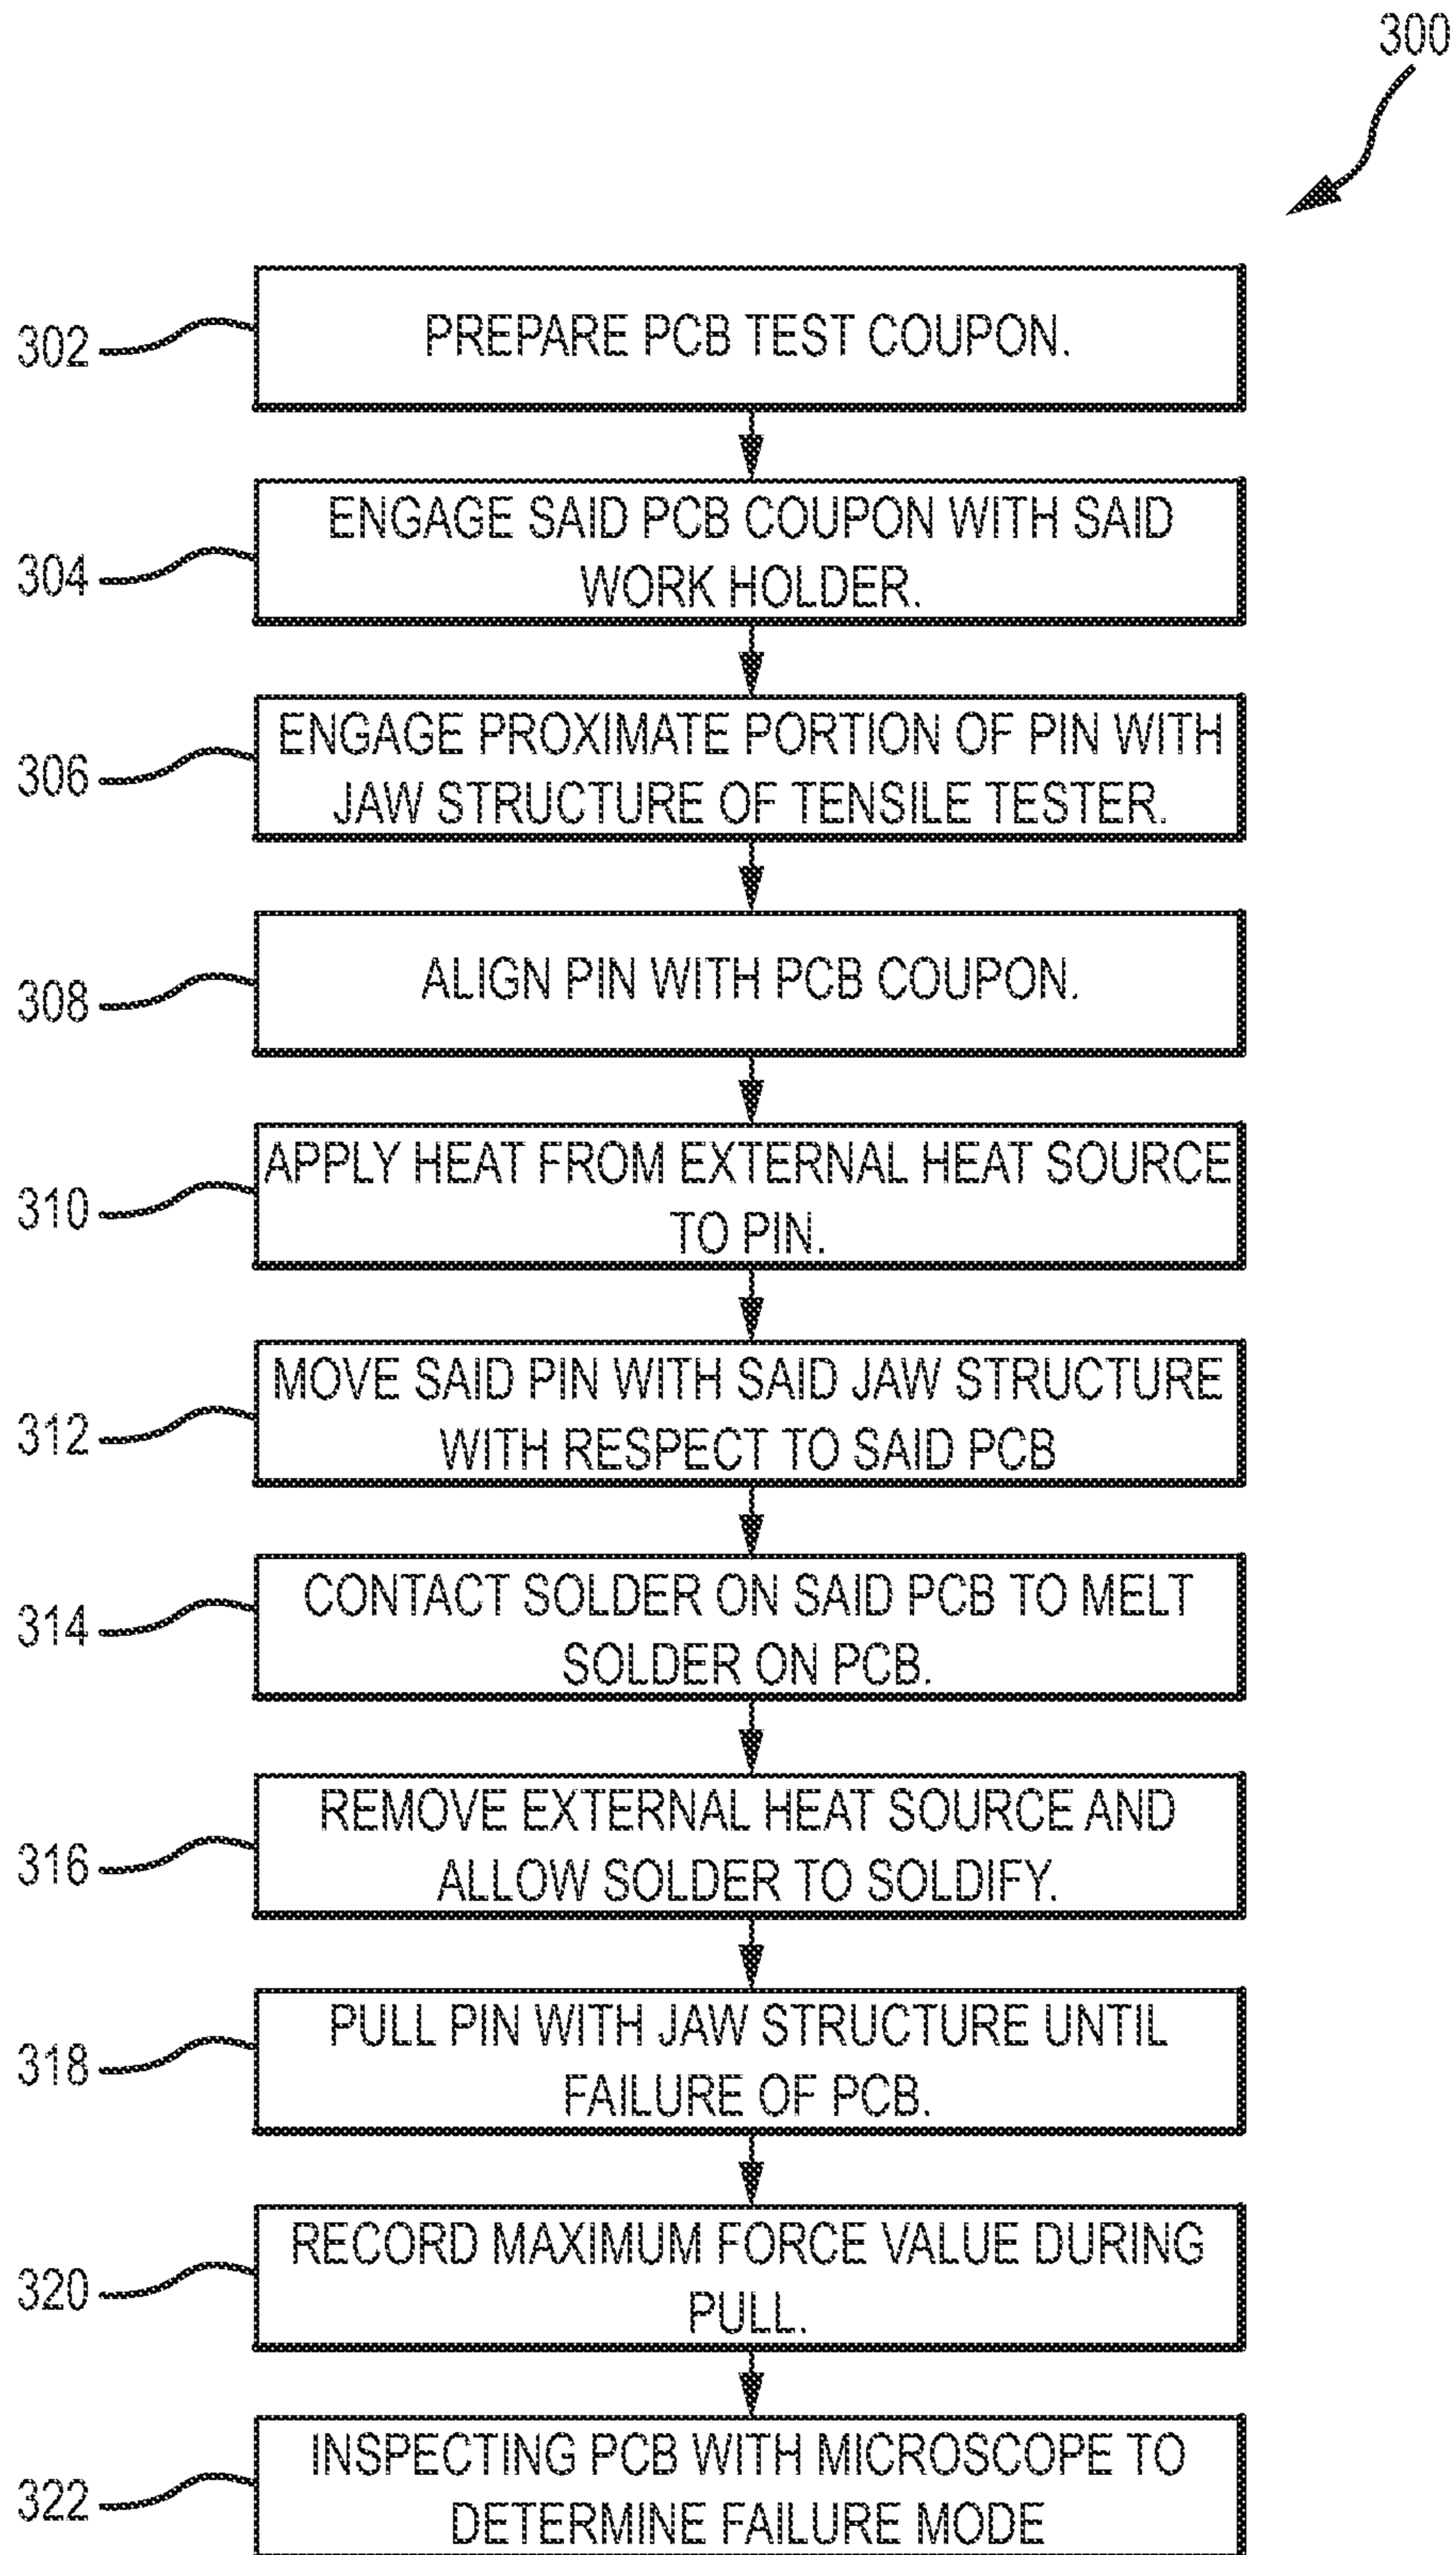 300
302
PREPARE PCB TEST COUPON.
304
ENGAGE SAID PCB COUPON WITH SAID
WORK HOLDER.
306
ENGAGE PROXIMATE PORTION OF PIN WITH
JAW STRUCTURE OF TENSILE TESTER.
308
ALIGN PIN WITH PCB COUPON.
310
APPLY HEAT FROM EXTERNAL HEAT SOURCE
TO PIN.
312
MOVE SAID PIN WITH SAID JAW STRUCTURE
WITH RESPECT TO SAID PCB
314
CONTACT SOLDER ON SAID PCB TO MELT
SOLDER ON PCB.
316
REMOVE EXTERNAL HEAT SOURCE AND
ALLOW SOLDER TO SOLDIFY.
318
PULL PIN WITH JAW STRUCTURE UNTIL
FAILURE OF PCB.
320
RECORD MAXIMUM FORCE VALUE DURING
PULL.
322
INSPECTING PCB WITH MICROSCOPE TO
DETERMINE FAILURE MODE